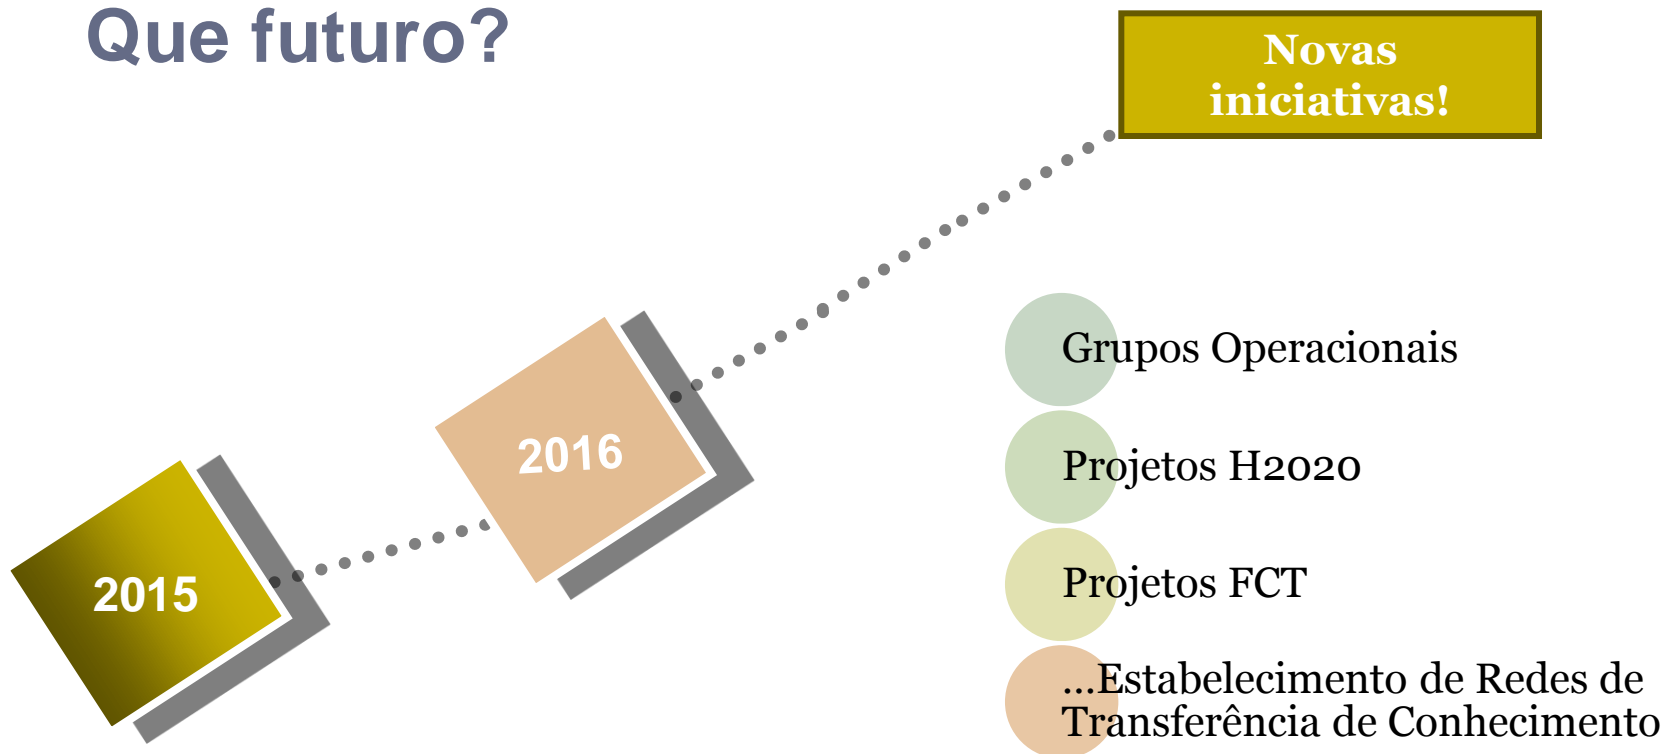 Que futuro?
Novas
iniciativas!
2016
2015
Grupos Operacionais
Projetos H2020
Projetos FCT
...Estabelecimento de Redes de
Transferência de Conhecimento